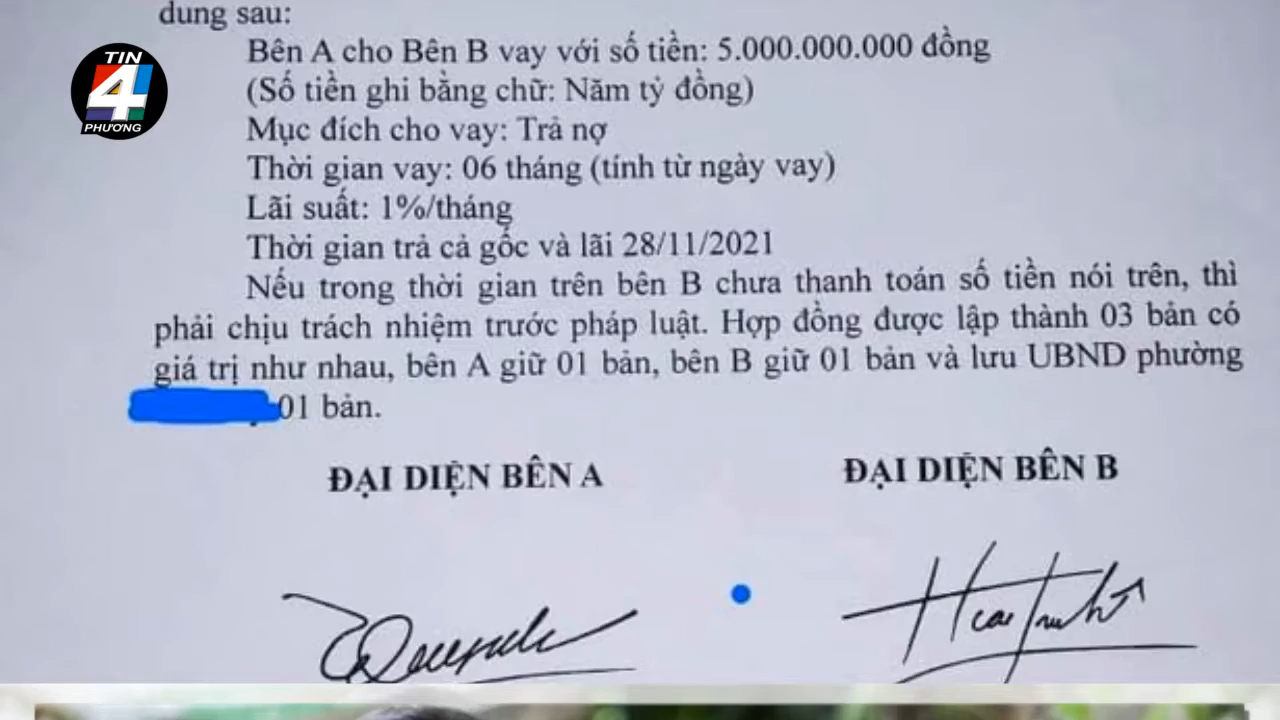 TIN
4
PHƯƠNG
dung sau:
Bên A cho Bên B vay với số tiền: 5.000.000.000 đồng
(Số tiền ghi bằng chữ: Năm tỷ đồng)
Mục đích cho vay: Trả nợ
Thời gian vay: 06 tháng (tính từ ngày vay)
Lãi suất: 1%/tháng
Thời gian trả cả gốc và lãi 28/11/2021
Nếu trong thời gian trên bên B chưa thanh toán số tiền nói trên, thì
phải chịu trách nhiệm trước pháp luật. Hợp đồng được lập thành 03 bản có
giá trị như nhau, bên A giữ 01 bản, bên B giữ 01 bản và lưu UBND phường
01 bản.
ĐẠI DIỆN BÊN A
ĐẠI DIỆN BÊN B